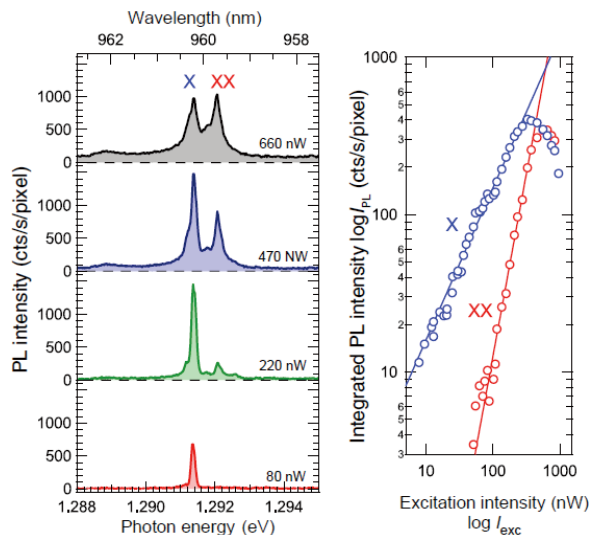 Wavelength (nm)
962 960 958
X XX
1000
500
0
660 nW
1000
500
0
470 NW
1000
500
0
220 nW
1000
500
0
80 nW
1.288 1.290 1.292 1.294
Photon energy (eV)
PL intensity (cts/s/pixel)
Integrated PL intensity logI_PL (cts/s/pixel)
1000
6
5
4
3
2
100
6
5
4
3
2
10
8
6
5
4
3
X
XX
10 100 1000
Excitation intensity (nW)
log I_exc